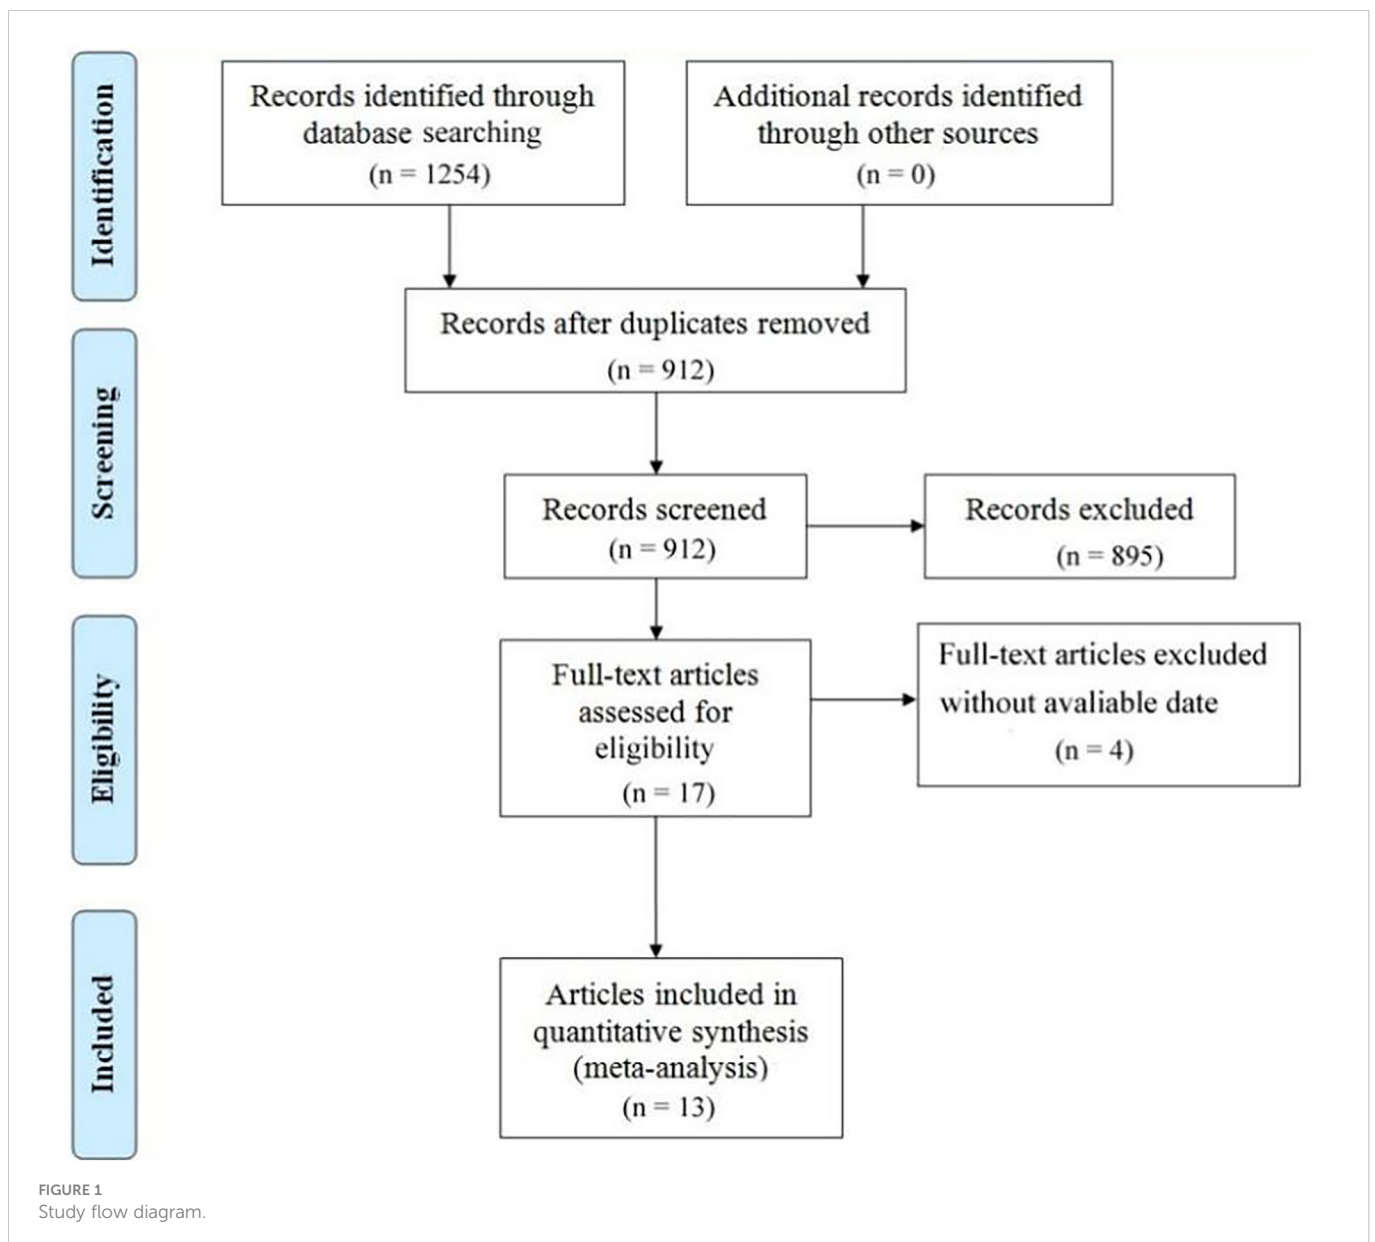 Identification
Records identified through
database searching
(n = 1254)
Additional records identified
through other sources
(n = 0)
Records after duplicates removed
(n = 912)
Screening
Records screened
(n = 912)
Records excluded
(n = 895)
Eligibility
Full-text articles
assessed for
eligibility
(n = 17)
Full-text articles excluded
without avaliable date
(n = 4)
Included
Articles included in
quantitative synthesis
(meta-analysis)
(n = 13)
FIGURE 1
Study flow diagram.